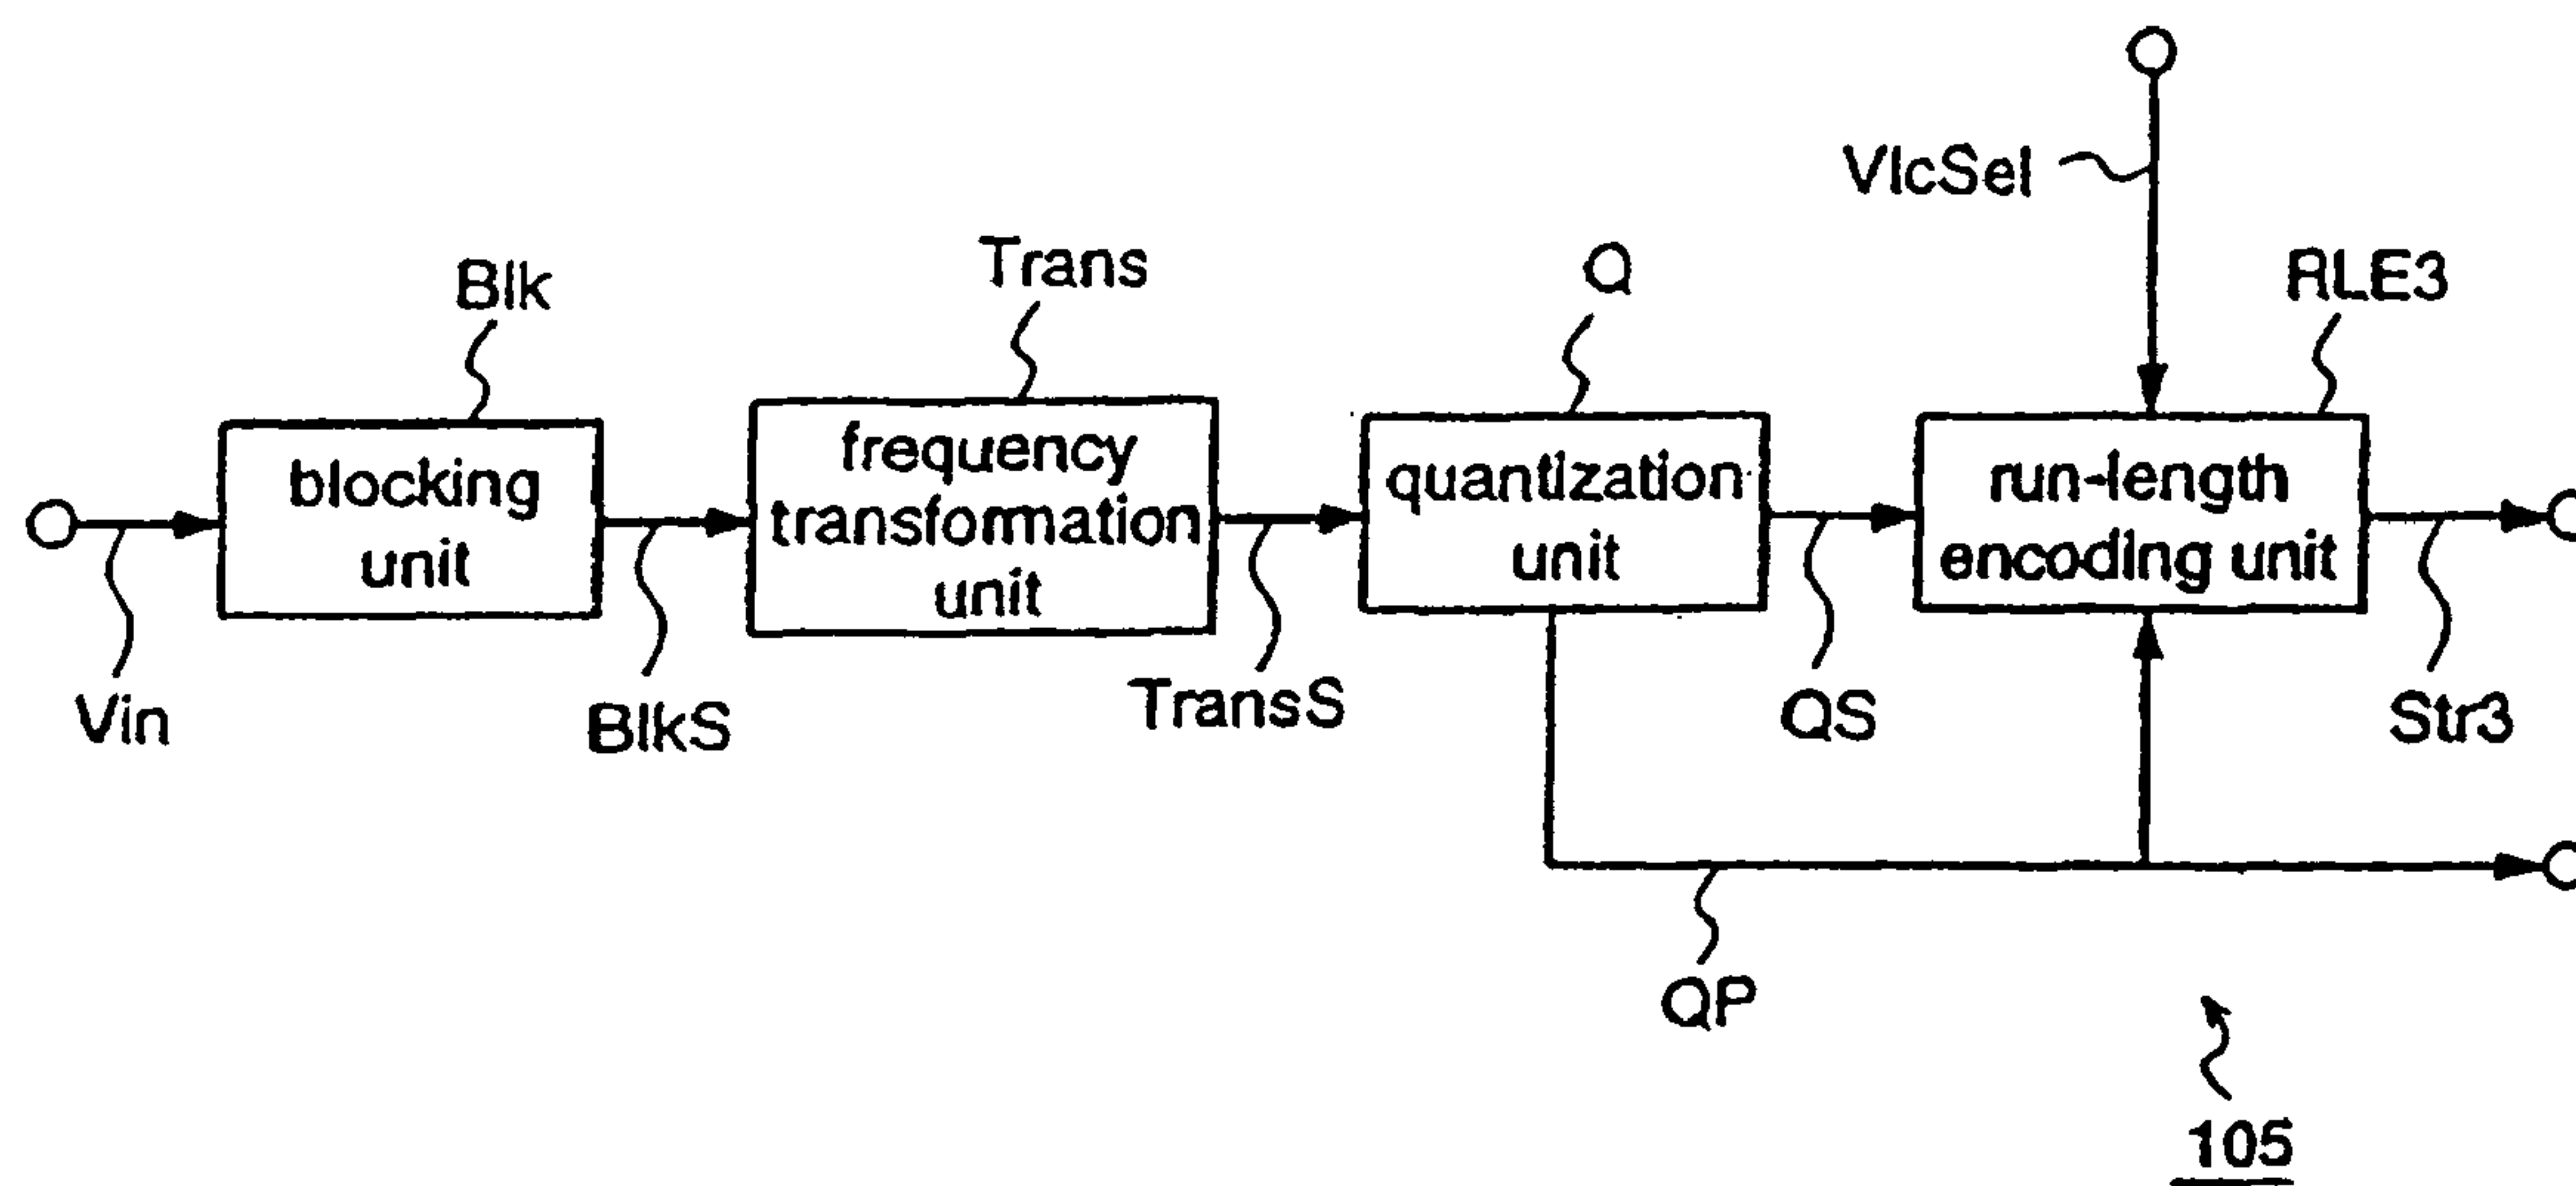 VlcSel
Blk
Trans
Q
RLE3
blocking
unit
frequency
transformation
unit
quantization
unit
run-length
encoding unit
Vin
BlkS
TransS
QS
Str3
QP
105